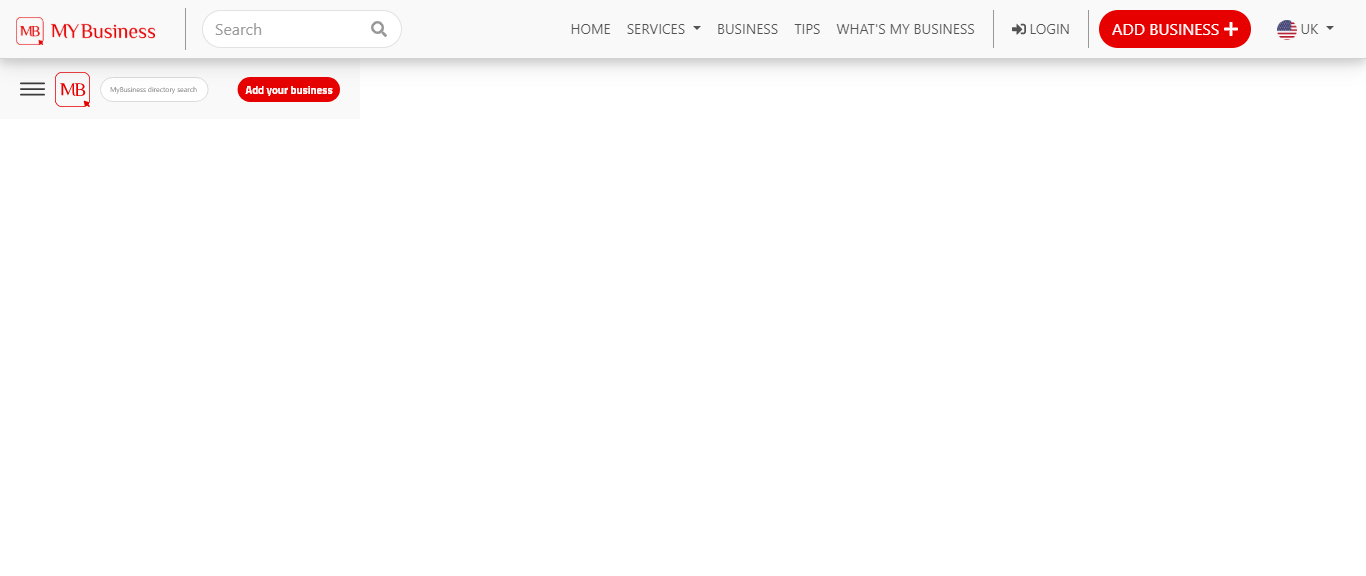 MB MYBusiness Search HOME SERVICES BUSINESS TIPS WHAT'S MY BUSINESS LOGIN ADD BUSINESS UK
MB MyBusiness directory search Add your business